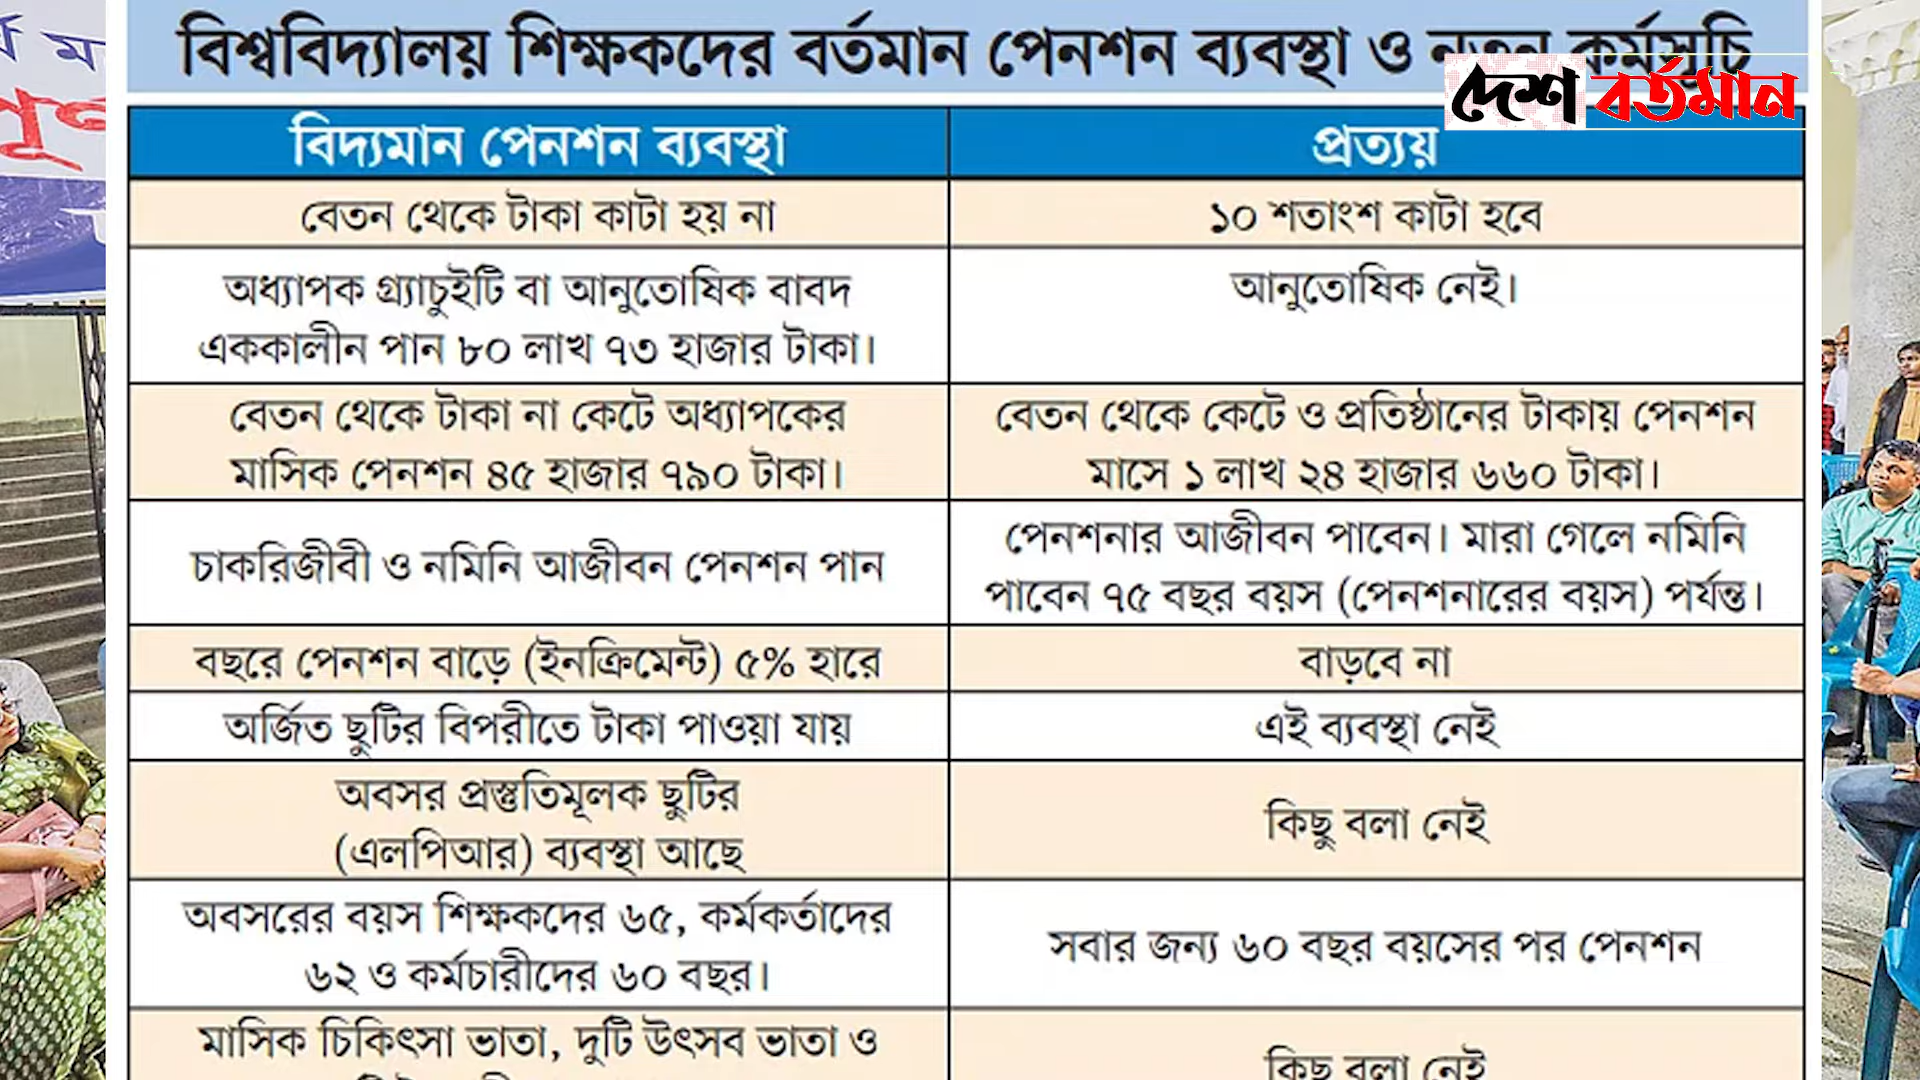 বিশ্ববিদ্যালয় শিক্ষকদের বর্তমান পেনশন ব্যবস্থা ও নতুন কর্মসূচি
দেশ বর্তমান
বিদ্যমান পেনশন ব্যবস্থা
প্রত্যয়
বেতন থেকে টাকা কাটা হয় না
১০ শতাংশ কাটা হবে
অধ্যাপক গ্র্যাচুইটি বা আনুতোষিক বাবদ
এককালীন পান ৮০ লাখ ৭৩ হাজার টাকা।
আনুতোষিক নেই।
বেতন থেকে টাকা না কেটে অধ্যাপকের
মাসিক পেনশন ৪৫ হাজার ৭৯০ টাকা।
বেতন থেকে কেটে ও প্রতিষ্ঠানের টাকায় পেনশন
মাসে ১ লাখ ২৪ হাজার ৬৬০ টাকা।
চাকরিজীবী ও নমিনি আজীবন পেনশন পান
পেনশনার আজীবন পাবেন। মারা গেলে নমিনি
পাবেন ৭৫ বছর বয়স (পেনশনারের বয়স) পর্যন্ত।
বছরে পেনশন বাড়ে (ইনক্রিমেন্ট) ৫% হারে
বাড়বে না
অর্জিত ছুটির বিপরীতে টাকা পাওয়া যায়
এই ব্যবস্থা নেই
অবসর প্রস্তুতিমূলক ছুটির
(এলপিআর) ব্যবস্থা আছে
কিছু বলা নেই
অবসরের বয়স শিক্ষকদের ৬৫, কর্মকর্তাদের
৬২ ও কর্মচারীদের ৬০ বছর।
সবার জন্য ৬০ বছর বয়সের পর পেনশন
মাসিক চিকিৎসা ভাতা, দুটি উৎসব ভাতা ও
কিছু বলা নেই